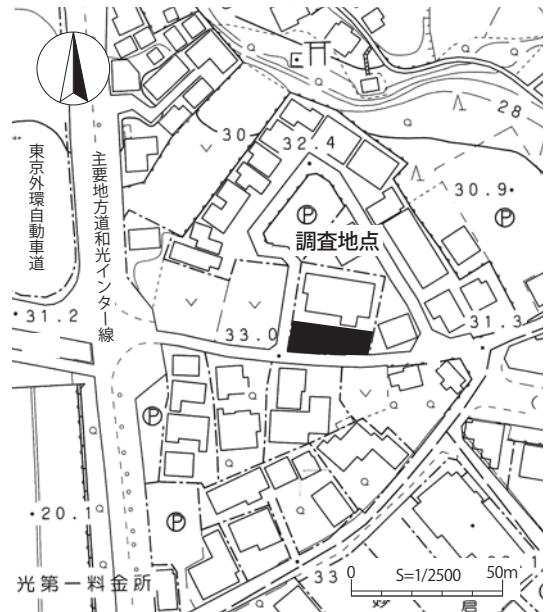 28
30
32.4
30.9
東京外環自動車道
主要地方道和光インター線
P
P
調査地点
31.2
33.0
31.3
P
20.1
P
光第一料金所
33
0 S=1/2500 50m